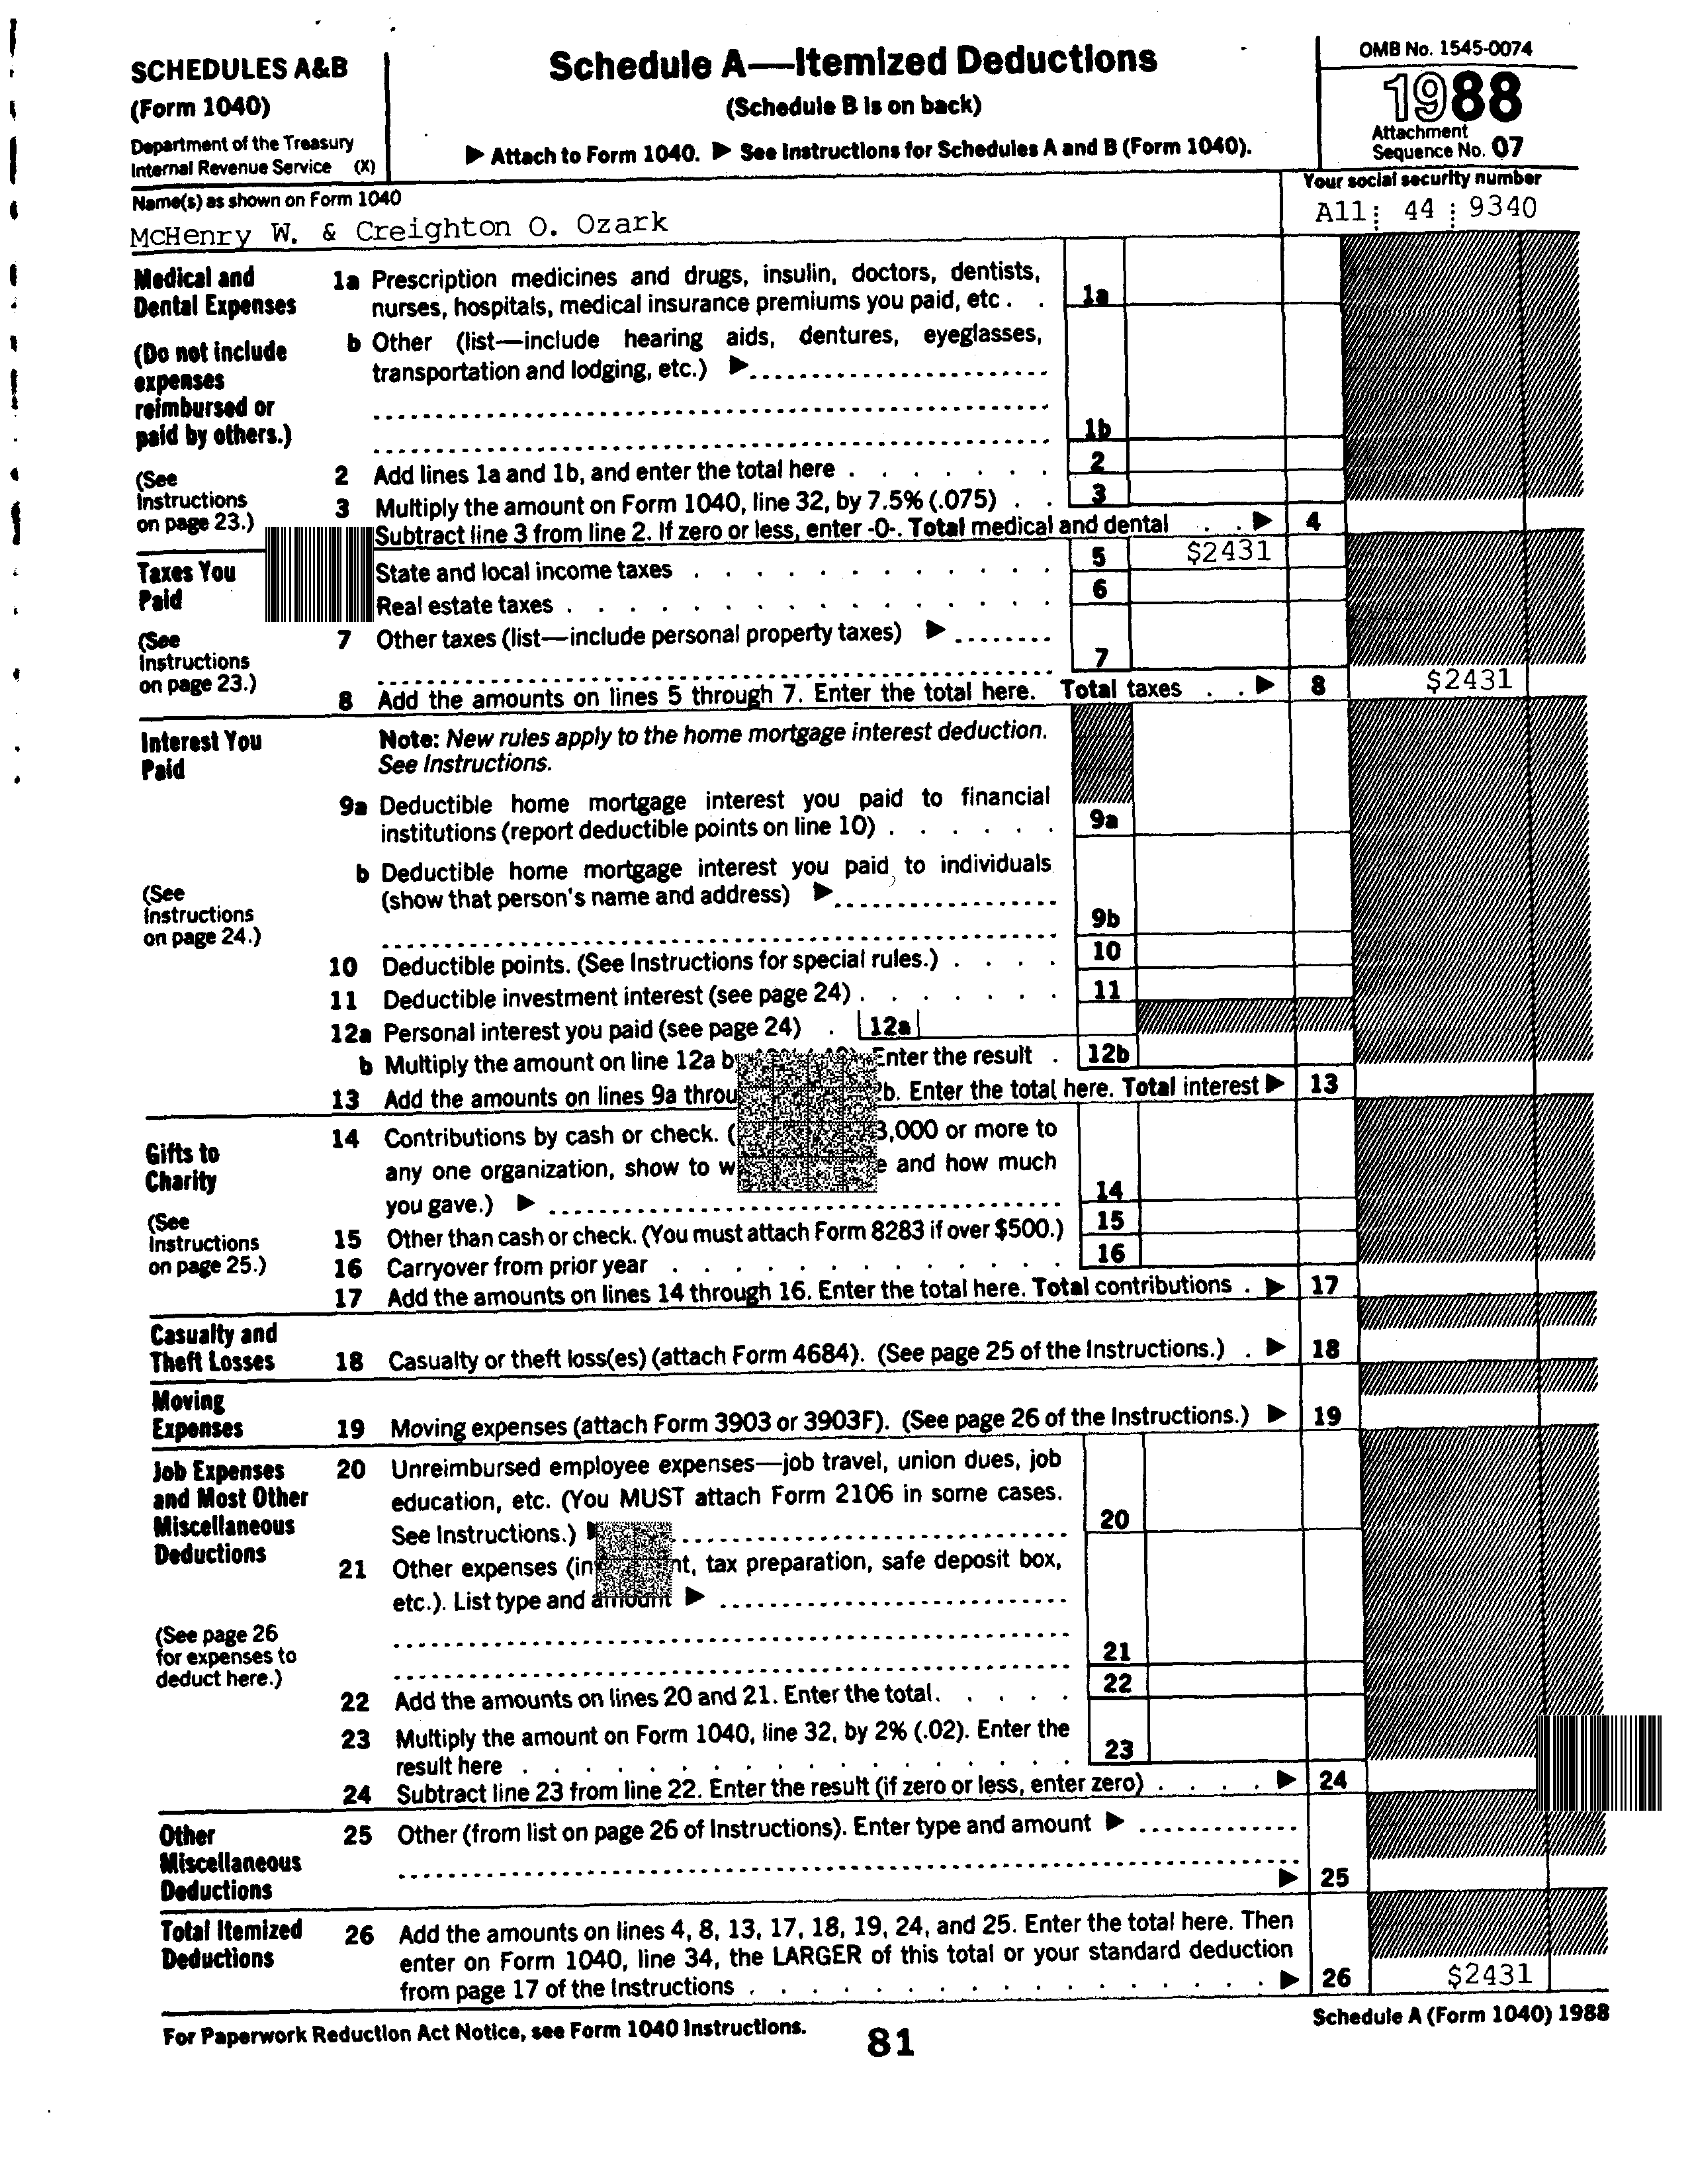 SCHEDULES A&B
(Form 1040)
Department of the Treasury
Internal Revenue Service (X)
Schedule A—Itemized Deductions
(Schedule B is on back)
▶ Attach to Form 1040. ▶ See Instructions for Schedules A and B (Form 1040).
OMB No. 1545-0074
1988
Attachment
Sequence No. 07
Name(s) as shown on Form 1040
McHenry W. & Creighton O. Ozark
Your social security number
A11 44 9340
Medical and
Dental Expenses
(Do not include
expenses
reimbursed or
paid by others.)
(See
Instructions
on page 23.)
1a Prescription medicines and drugs, insulin, doctors, dentists,
nurses, hospitals, medical insurance premiums you paid, etc . . 1a
b Other (list—include hearing aids, dentures, eyeglasses,
transportation and lodging, etc.) ▶
1b
2 Add lines 1a and 1b, and enter the total here . . . . . . . 2
3 Multiply the amount on Form 1040, line 32, by 7.5% (.075) . . 3
Subtract line 3 from line 2. If zero or less, enter -0-. Total medical and dental . . ▶ 4
Taxes You
Paid
(See
Instructions
on page 23.)
State and local income taxes . . . . . . . . . . . . 5 $2431
Real estate taxes . . . . . . . . . . . . . . . 6
7 Other taxes (list—include personal property taxes) ▶
7
8 Add the amounts on lines 5 through 7. Enter the total here. Total taxes . . ▶ 8 $2431
Interest You
Paid
(See
Instructions
on page 24.)
Note: New rules apply to the home mortgage interest deduction.
See Instructions.
9a Deductible home mortgage interest you paid to financial
institutions (report deductible points on line 10) . . . . . . 9a
b Deductible home mortgage interest you paid to individuals
(show that person's name and address) ▶
9b
10 Deductible points. (See Instructions for special rules.) . . . . 10
11 Deductible investment interest (see page 24) . . . . . . . 11
12a Personal interest you paid (see page 24) . 12a
b Multiply the amount on line 12a Enter the result . 12b
13 Add the amounts on lines 9a Enter the total here. Total interest ▶ 13
Gifts to
Charity
(See
Instructions
on page 25.)
14 Contributions by cash or check. ( 3,000 or more to
any one organization, show to and how much
you gave.) ▶ 14
15 Other than cash or check. (You must attach Form 8283 if over $500.) 15
16 Carryover from prior year . . . . . . . . . . . . . 16
17 Add the amounts on lines 14 through 16. Enter the total here. Total contributions . ▶ 17
Casualty and
Theft Losses
18 Casualty or theft loss(es) (attach Form 4684). (See page 25 of the Instructions.) . ▶ 18
Moving
Expenses
19 Moving expenses (attach Form 3903 or 3903F). (See page 26 of the Instructions.) ▶ 19
Job Expenses
and Most Other
Miscellaneous
Deductions
(See page 26
for expenses to
deduct here.)
20 Unreimbursed employee expenses—job travel, union dues, job
education, etc. (You MUST attach Form 2106 in some cases.
See Instructions.) 20
21 Other expenses ( tax preparation, safe deposit box,
etc.). List type and amount ▶
21
22 Add the amounts on lines 20 and 21. Enter the total. . . . . 22
23 Multiply the amount on Form 1040, line 32, by 2% (.02). Enter the
result here . . . . . . . . . . . . . . . . . 23
24 Subtract line 23 from line 22. Enter the result (if zero or less, enter zero) . . . . ▶ 24
Other
Miscellaneous
Deductions
25 Other (from list on page 26 of Instructions). Enter type and amount ▶
▶ 25
Total Itemized
Deductions
26 Add the amounts on lines 4, 8, 13, 17, 18, 19, 24, and 25. Enter the total here. Then
enter on Form 1040, line 34, the LARGER of this total or your standard deduction
from page 17 of the Instructions . . . . . . . . . . . . . . . ▶ 26 $2431
For Paperwork Reduction Act Notice, see Form 1040 Instructions.
81
Schedule A (Form 1040) 1988